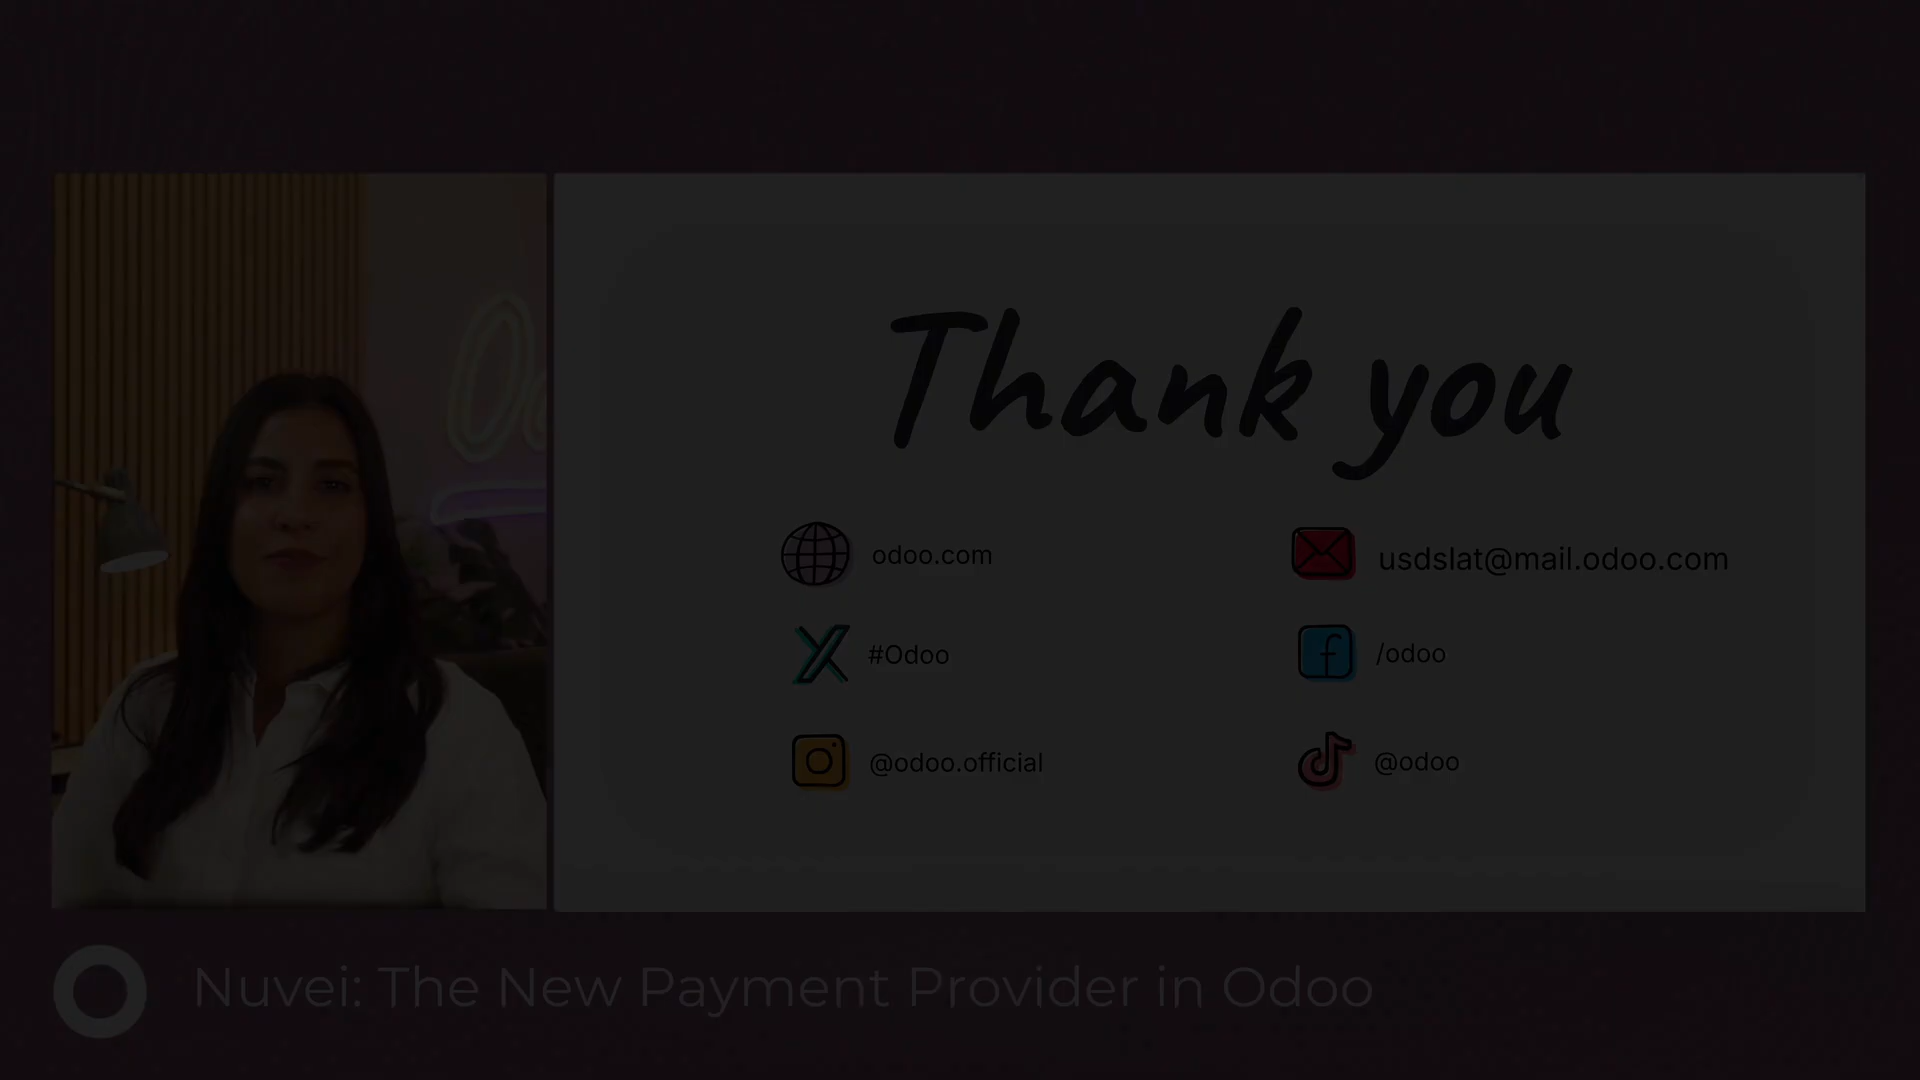 Od
Thank you
odoo.com
usdslat@mail.odoo.com
#Odoo
/odoo
@odoo.official
@odoo
Nuvei: The New Payment Provider in Odoo